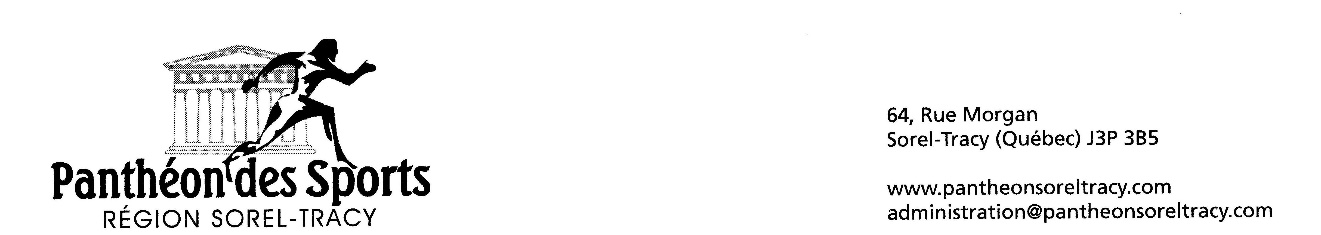 Panthéon des Sports
RÉGION SOREL-TRACY
64, Rue Morgan
Sorel-Tracy (Québec) J3P 3B5
www.pantheonsoreltracy.com
administration@pantheonsoreltracy.com